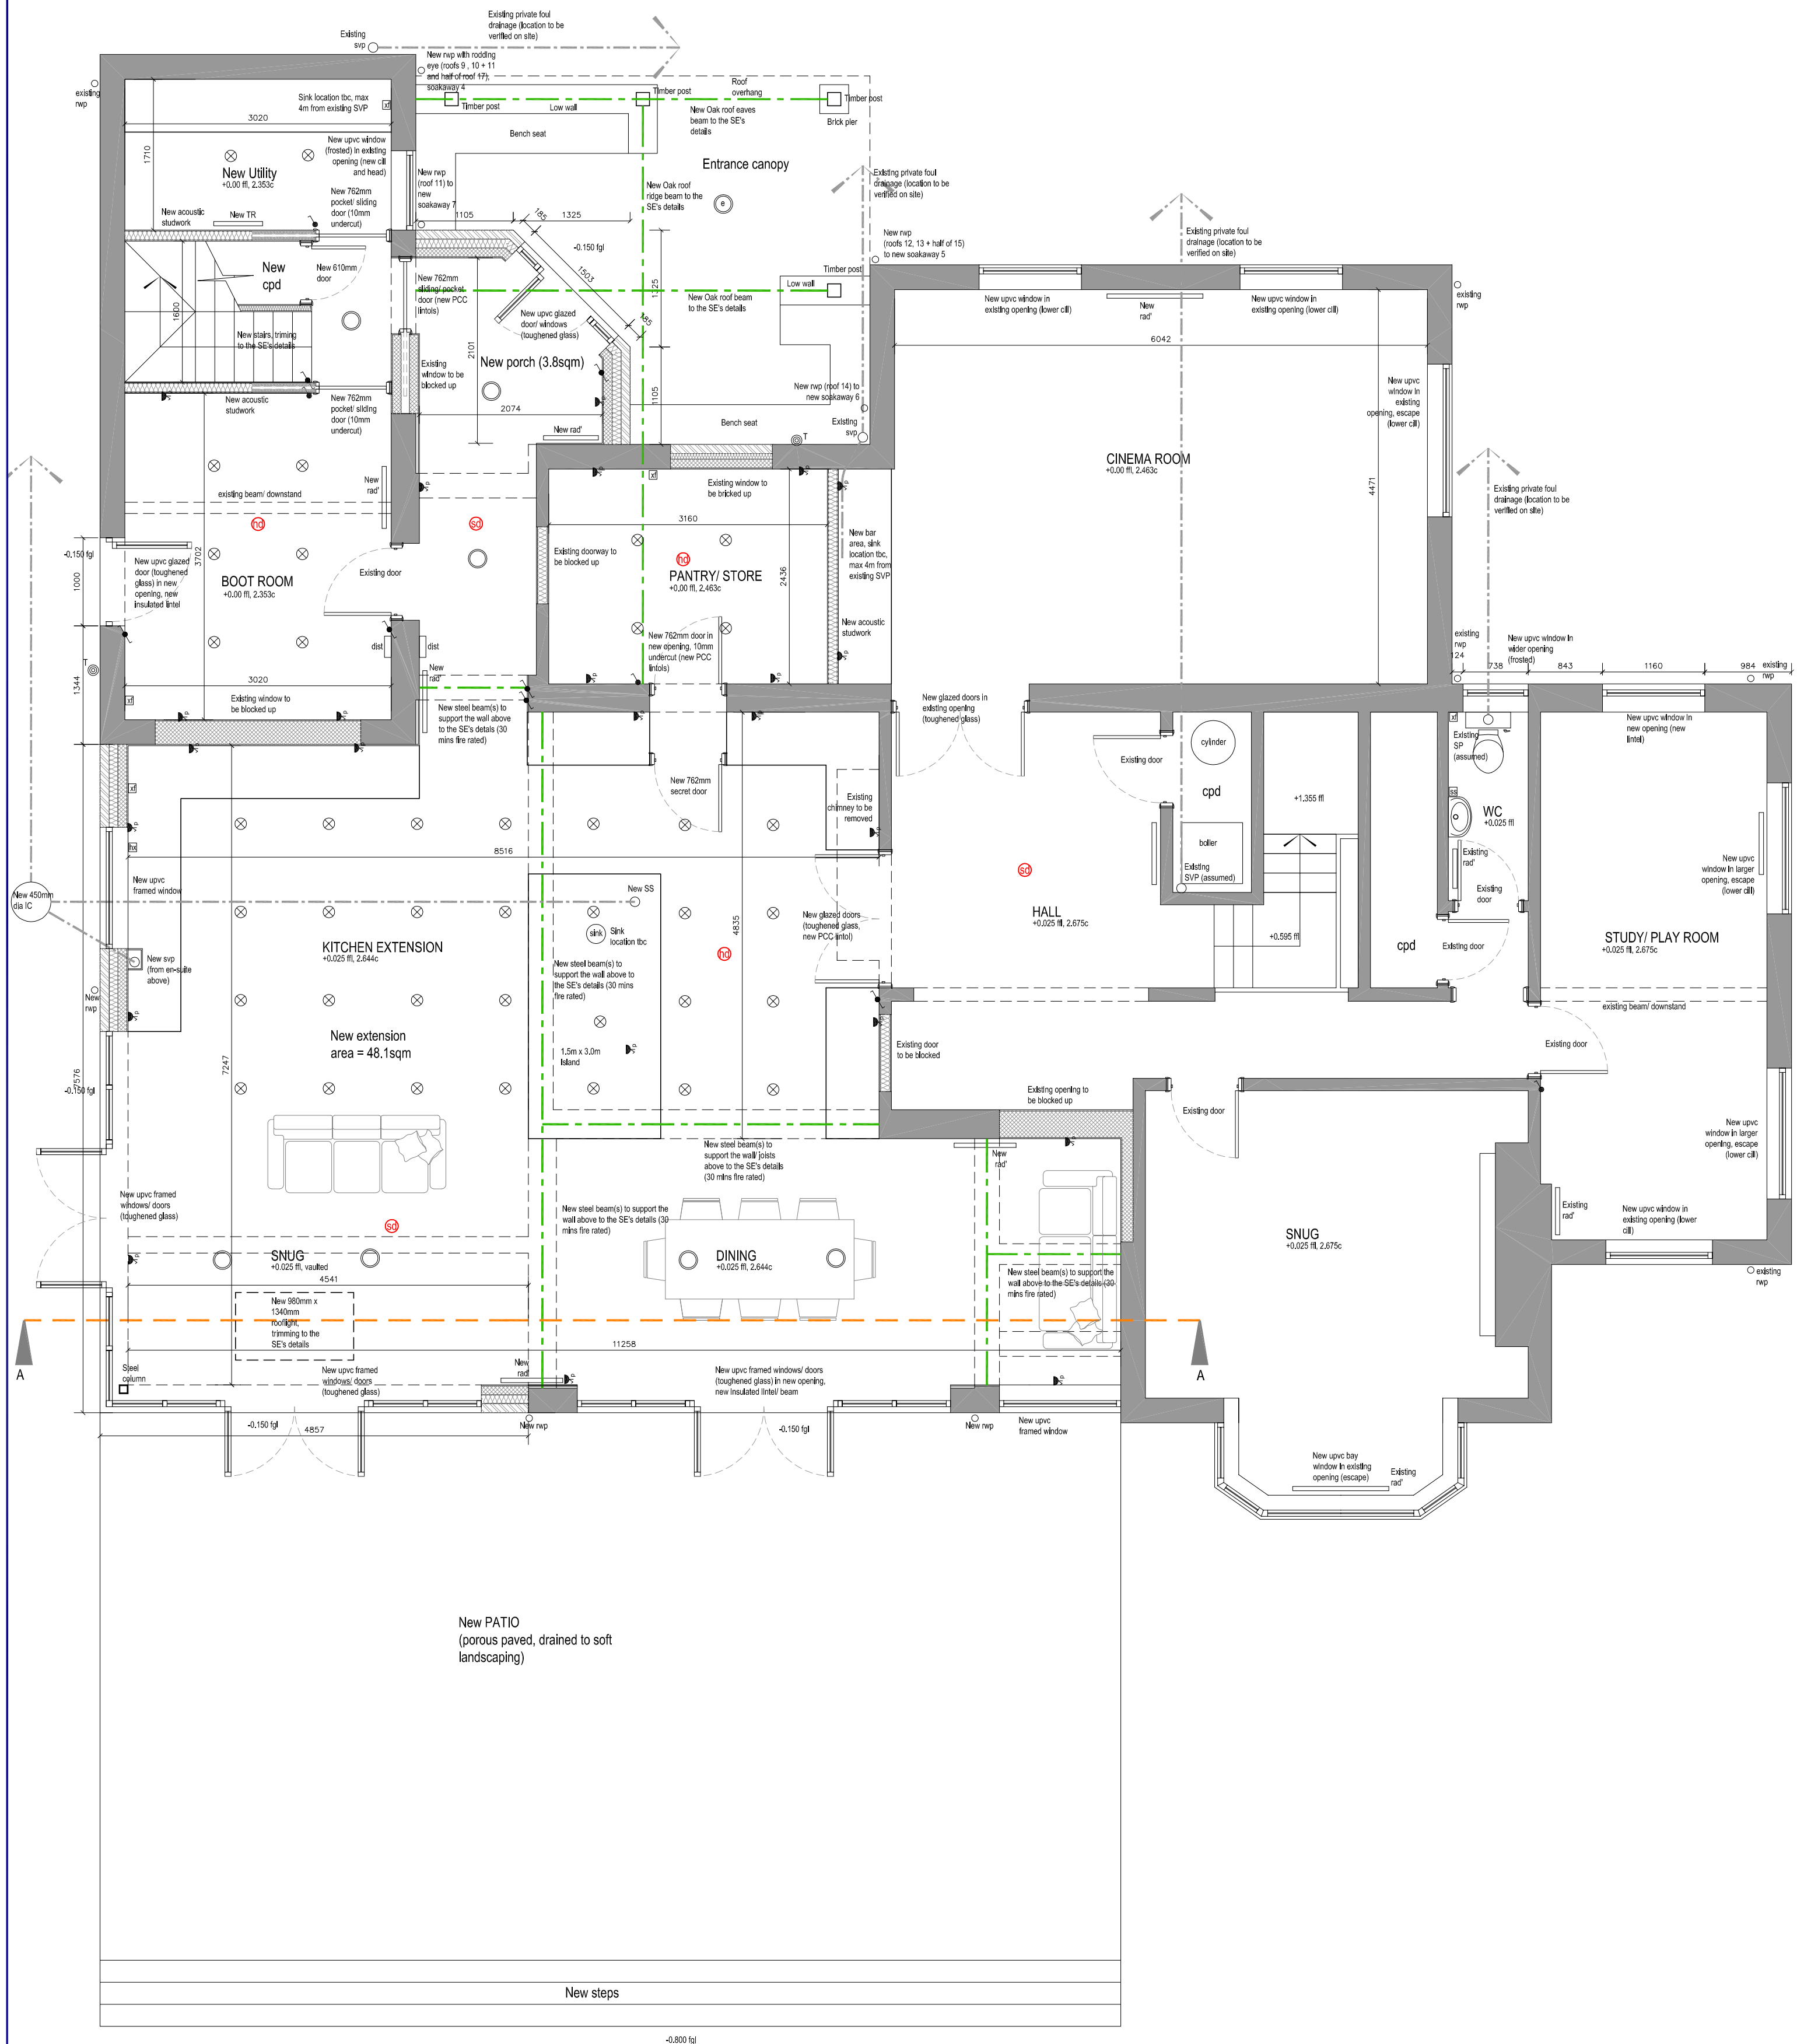 Existing private foul
drainage (location to be
verified on site)
Existing
svp
New rwp with rodding
eye (roofs 9 , 10 + 11
and half of roof 17),
soakaway 4
existing
rwp
Sink location tbc, max
4m from existing SVP
xf
3020
1710
Timber post
Low wall
Timber post
Roof
overhang
Timber post
Brick pier
New Oak roof eaves
beam to the SE's
details
Bench seat
Entrance canopy
New upvc window
(frosted) in existing
opening (new cill
and head)
New Utility
+0.00 ffl, 2.353c
New 762mm
pocket/ sliding
door (10mm
undercut)
New acoustic
studwork
New TR
New rwp
(roof 11) to
new
soakaway 7
1105
185
1325
New Oak roof
ridge beam to the
SE's details
e
Existing private foul
drainage (location to be
verified on site)
Existing private foul
drainage (location to be
verified on site)
New rwp
(roofs 12, 13 + half of 15)
to new soakaway 5
-0.150 fgl
1503
1325
185
New
cpd
New 610mm
door
1600
New stairs, triming
to the SE's details
New 762mm
sliding/ pocket
door (new PCC
lintols)
New upvc glazed
door/ windows
(toughened glass)
New Oak roof beam
to the SE's details
Timber post
Low wall
2101
New porch (3.8sqm)
Existing
window to be
blocked up
2074
New rad'
1105
Bench seat
New rwp (roof 14) to
new soakaway 6
Existing
svp
T
New upvc window in
existing opening (lower cill)
New
rad'
New upvc window in
existing opening (lower cill)
existing
rwp
6042
New upvc
window in
existing
opening, escape
(lower cill)
CINEMA ROOM
+0.00 ffl, 2.463c
4471
New acoustic
studwork
New 762mm
pocket/ sliding
door (10mm
undercut)
New
rad'
existing beam/ downstand
hd
sd
-0.150 fgl
1000
New upvc glazed
door (toughened
glass) in new
opening, new
insulated lintel
3702
BOOT ROOM
+0.00 ffl, 2.353c
Existing door
dist
dist
T
1344
3020
xf
Existing window to
be blocked up
New
rad'
xf
Existing window to
be bricked up
3160
Existing doorway to
be blocked up
hd
PANTRY/ STORE
+0.00 ffl, 2.463c
2436
New bar
area, sink
location tbc,
max 4m from
existing SVP
New acoustic
studwork
New 762mm door in
new opening, 10mm
undercut (new PCC
lintols)
Existing private foul
drainage (location to be
verified on site)
existing
rwp
New upvc window in
wider opening
(frosted)
124
738
843
1160
984
existing
rwp
New steel beam(s) to
support the wall above
to the SE's detals (30
mins fire rated)
New glazed doors in
existing opening
(toughened glass)
Existing door
cylinder
cpd
boiler
Existing
SVP (assumed)
+1.355 ffl
+0.595 ffl
xf
Existing
SP
(assumed)
ss
WC
+0.025 ffl
Existing
rad'
Existing
door
Existing door
cpd
New upvc window in
new opening (new
lintel)
New upvc
window in larger
opening, escape
(lower cill)
STUDY/ PLAY ROOM
+0.025 ffl, 2.675c
existing beam/ downstand
Existing door
New 762mm
secret door
Existing
chimney to be
removed
xf
hx
8516
New upvc
framed window
New 450mm
dia IC
New SS
sink
Sink
location tbc
4835
hd
New glazed doors
(toughened glass,
new PCC lintol)
sd
HALL
+0.025 ffl, 2.675c
KITCHEN EXTENSION
+0.025 ffl, 2.644c
New svp
(from en-suite
above)
New
rwp
New steel beam(s) to
support the wall above to
the SE's details (30 mins
fire rated)
New extension
area = 48.1sqm
7247
7576
-0.150 fgl
1.5m x 3.0m
Island
Existing door
to be blocked
Existing opening to
be blocked up
Existing door
New steel beam(s) to
support the wall/ joists
above to the SE's details
(30 mins fire rated)
New
rad'
New upvc
window in larger
opening, escape
(lower cill)
New upvc framed
windows/ doors
(toughened glass)
New steel beam(s) to support the
wall above to the SE's details (30
mins fire rated)
sd
SNUG
+0.025 ffl, vaulted
4541
DINING
+0.025 ffl, 2.644c
New steel beam(s) to support the
wall above to the SE's details (30
mins fire rated)
SNUG
+0.025 ffl, 2.675c
Existing
rad'
New upvc window in
existing opening (lower
cill)
existing
rwp
New 980mm x
1340mm
rooflight,
trimming to the
SE's details
11258
A
A
Steel
column
New upvc framed
windows/ doors
(toughened glass)
New
rad'
New upvc framed windows/ doors
(toughened glass) in new opening,
new insulated lintel/ beam
-0.150 fgl
4857
New rwp
-0.150 fgl
New rwp
New upvc
framed window
New upvc bay
window in existing
opening (escape)
Existing
rad'
New PATIO
(porous paved, drained to soft
landscaping)
New steps
-0.800 fgl